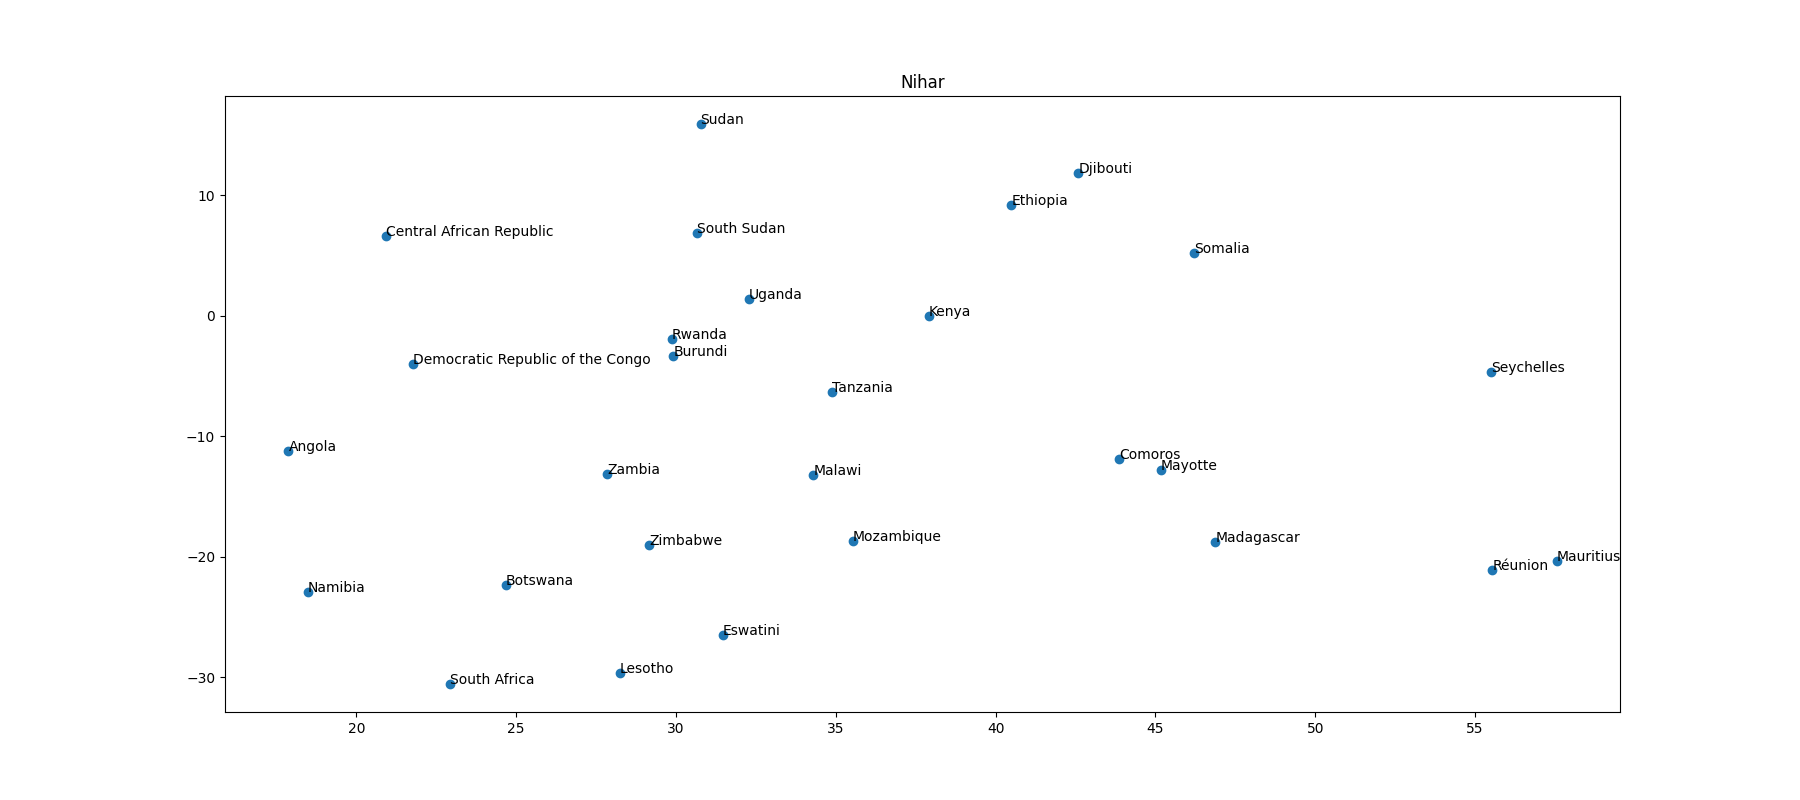 Nihar
Sudan
Djibouti
10
Ethiopia
Central African Republic
South Sudan
Somalia
Uganda
0
Kenya
Rwanda
Burundi
Democratic Republic of the Congo
Seychelles
Tanzania
−10
Angola
Comoros
Mayotte
Zambia
Malawi
Mozambique
Madagascar
Zimbabwe
−20
Mauritius
Réunion
Botswana
Namibia
Eswatini
Lesotho
−30
South Africa
20 25 30 35 40 45 50 55